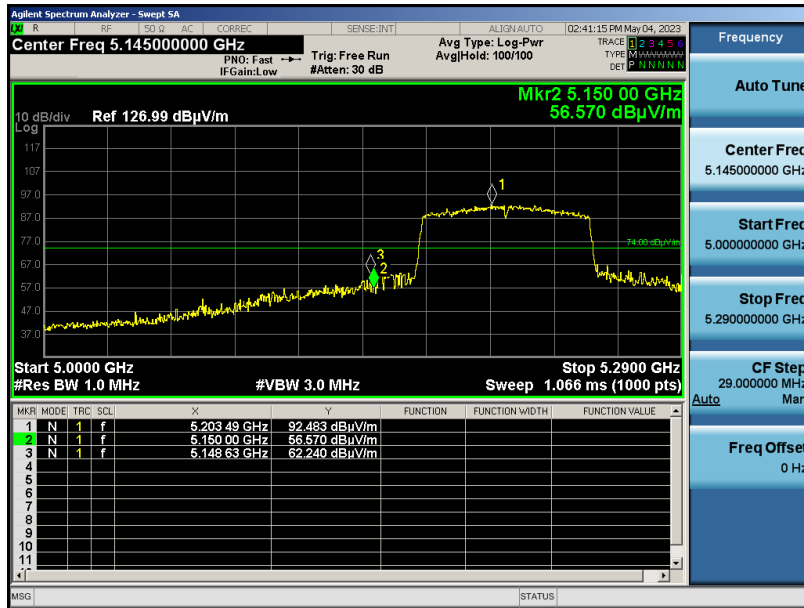 Agilent Spectrum Analyzer - Swept SA
LXI R RF 50 Ω AC CORREC SENSE:INT ALIGN AUTO 02:41:15 PM May 04, 2023
Center Freq 5.145000000 GHz
PNO: Fast
IFGain:Low
Trig: Free Run
#Atten: 30 dB
Avg Type: Log-Pwr
Avg|Hold: 100/100
TRACE 1 2 3 4 5 6
TYPE M
DET P N N N N N
Mkr2 5.150 00 GHz
56.570 dBµV/m
10 dB/div Ref 126.99 dBµV/m
Log
117
107
97.0
87.0
77.0
67.0
57.0
47.0
37.0
1
3
2
74.00 dBµV/m
Start 5.0000 GHz Stop 5.2900 GHz
#Res BW 1.0 MHz #VBW 3.0 MHz Sweep 1.066 ms (1000 pts)
MKR MODE TRC SCL X Y FUNCTION FUNCTION WIDTH FUNCTION VALUE
1 N 1 f 5.203 49 GHz 92.483 dBµV/m
2 N 1 f 5.150 00 GHz 56.570 dBµV/m
3 N 1 f 5.148 63 GHz 62.240 dBµV/m
4
5
6
7
8
9
10
11
MSG STATUS
Frequency
Auto Tune
Center Freq
5.145000000 GHz
Start Freq
5.000000000 GHz
Stop Freq
5.290000000 GHz
CF Step
29.000000 MHz
Auto Man
Freq Offset
0 Hz